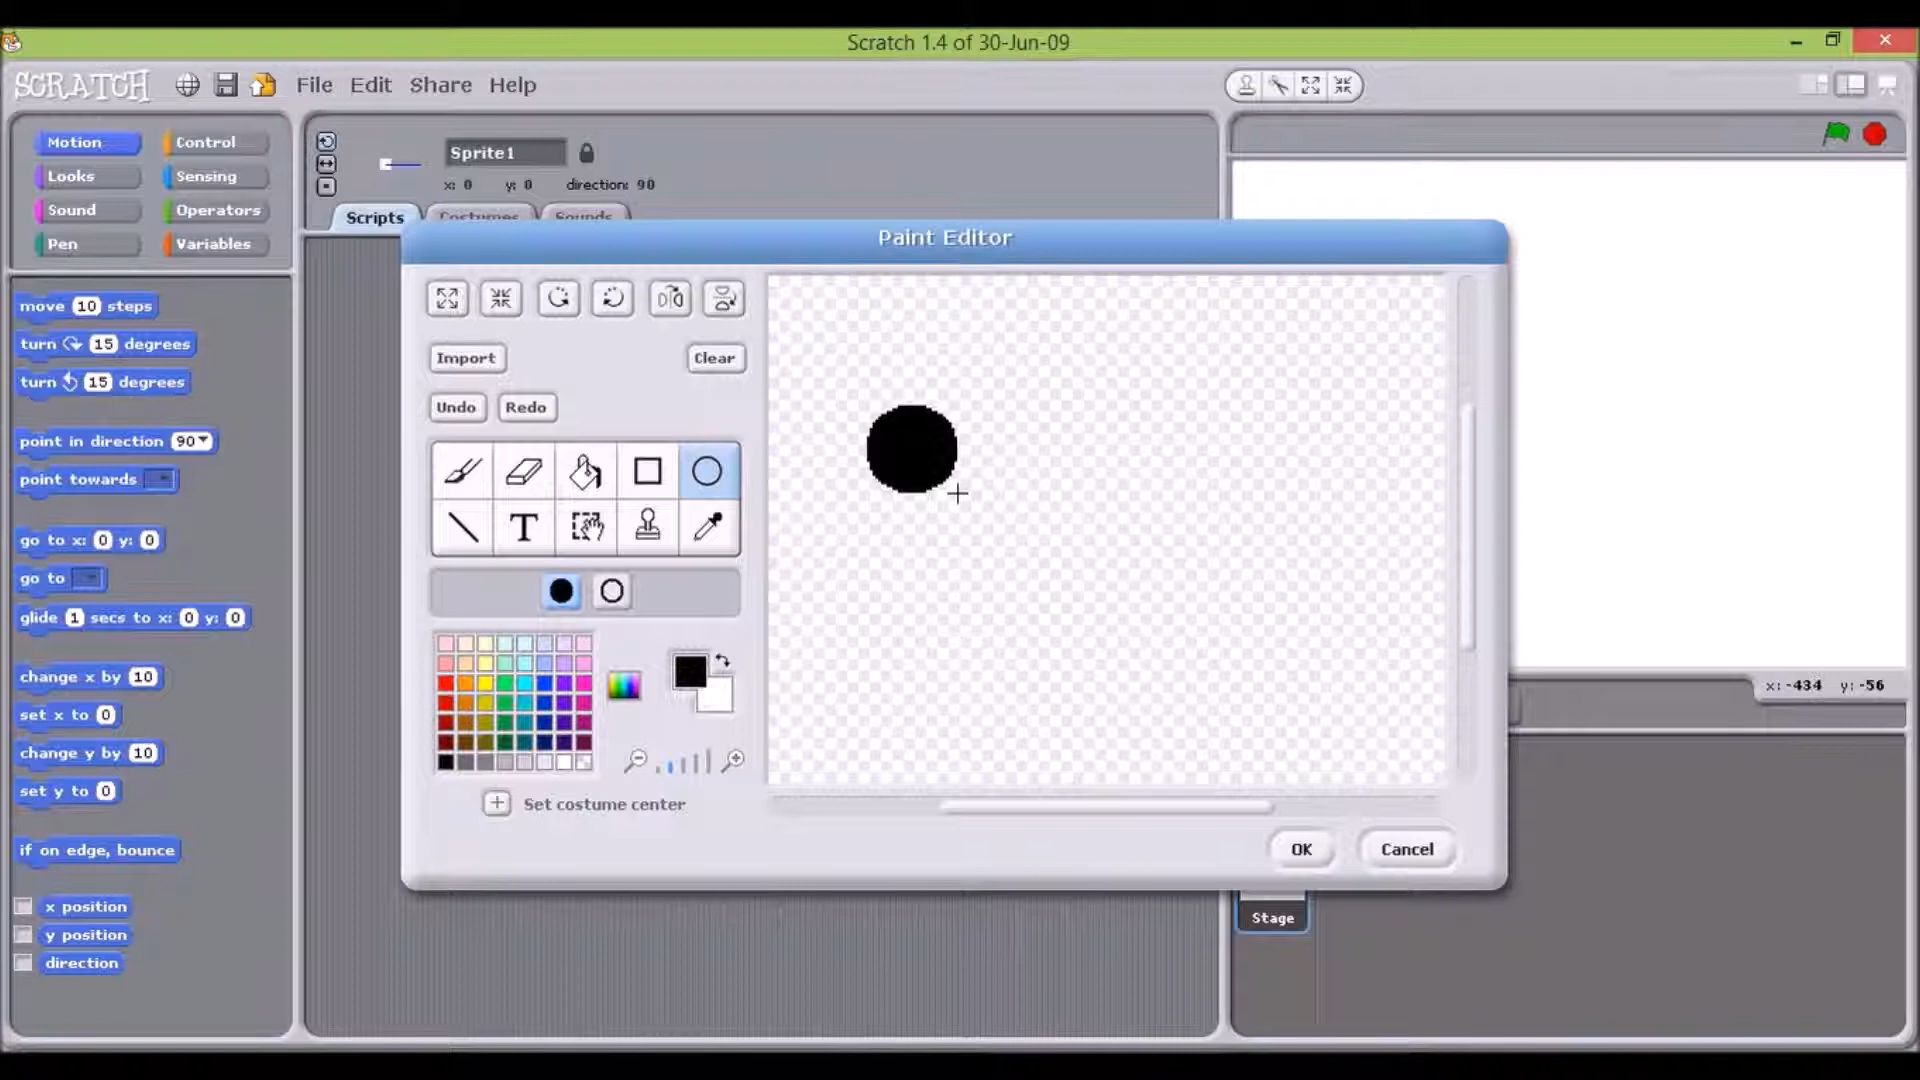 Scratch 1.4 of 30-Jun-09
SCRATCH
File Edit Share Help
Motion Control
Looks Sensing
Sound Operators
Pen Variables
Sprite1
x: 0 y: 0 direction: 90
Scripts Costumes Sounds
move 10 steps
turn 15 degrees
turn 15 degrees
point in direction 90
point towards
go to x: 0 y: 0
go to
glide 1 secs to x: 0 y: 0
change x by 10
set x to 0
change y by 10
set y to 0
if on edge, bounce
x position
y position
direction
Paint Editor
Import Clear
Undo Redo
T
Set costume center
OK Cancel
x: -434 y: -56
Stage